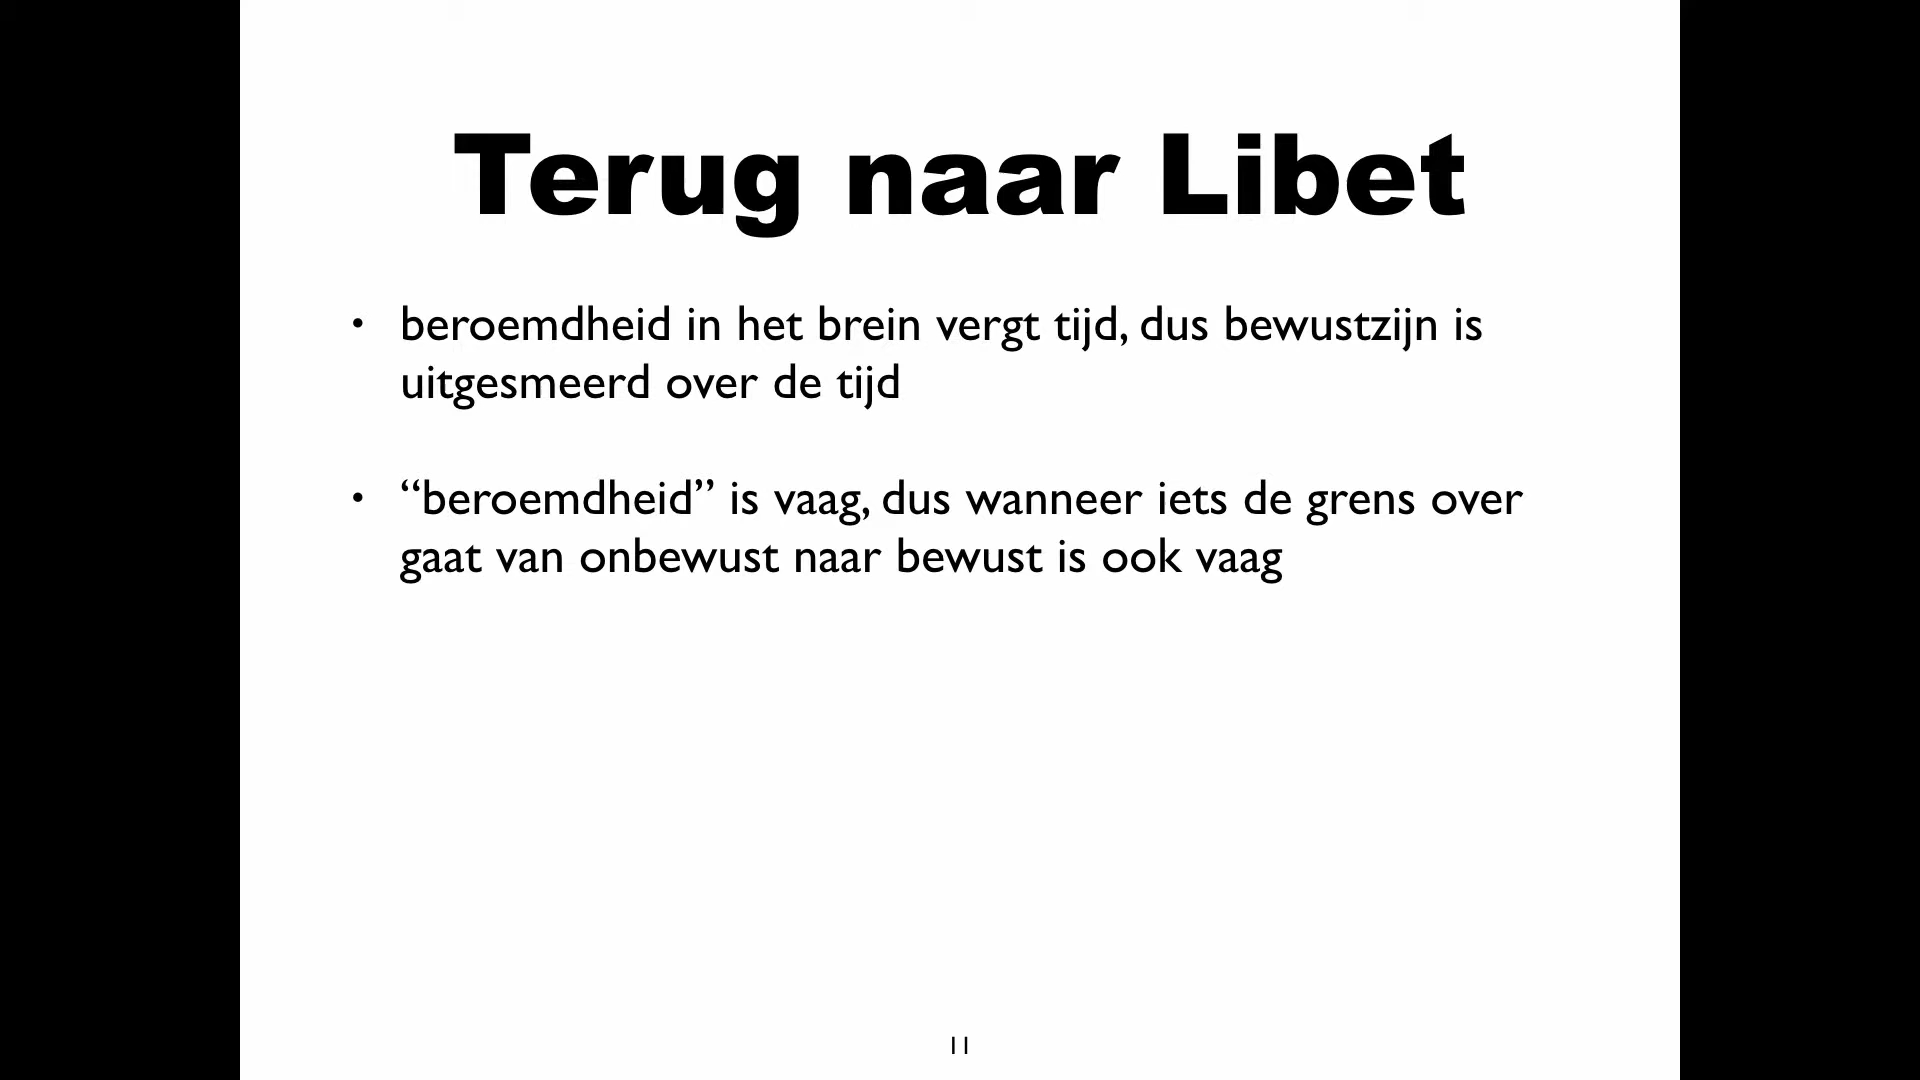 Terug naar Libet
• beroemdheid in het brein vergt tijd, dus bewustzijn is
uitgesmeerd over de tijd
• “beroemdheid” is vaag, dus wanneer iets de grens over
gaat van onbewust naar bewust is ook vaag
11